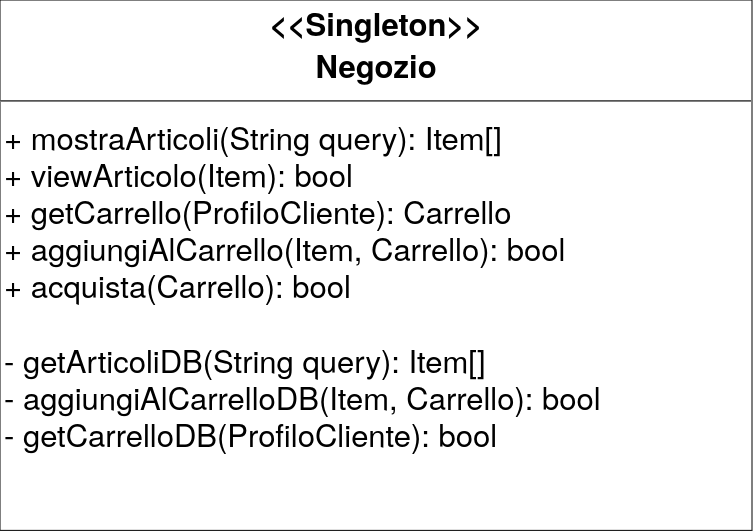 <<Singleton>>
Negozio
+ mostraArticoli(String query): Item[]
+ viewArticolo(Item): bool
+ getCarrello(ProfiloCliente): Carrello
+ aggiungiAlCarrello(Item, Carrello): bool
+ acquista(Carrello): bool
- getArticoliDB(String query): Item[]
- aggiungiAlCarrelloDB(Item, Carrello): bool
- getCarrelloDB(ProfiloCliente): bool